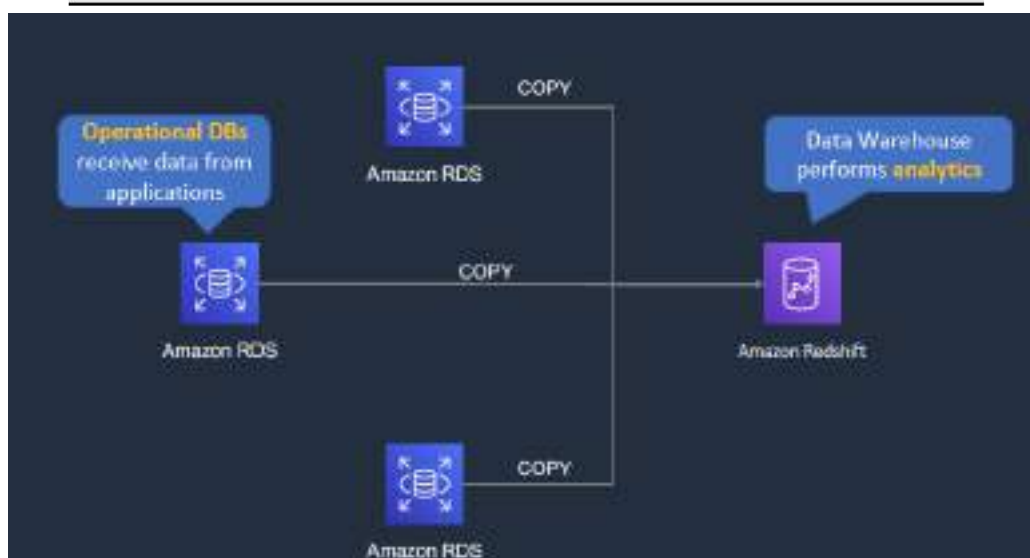 COPY
Amazon RDS
Operational DBs
receive data from
applications
Data Warehouse
performs analytics
COPY
Amazon RDS
Amazon Redshift
COPY
Amazon RDS